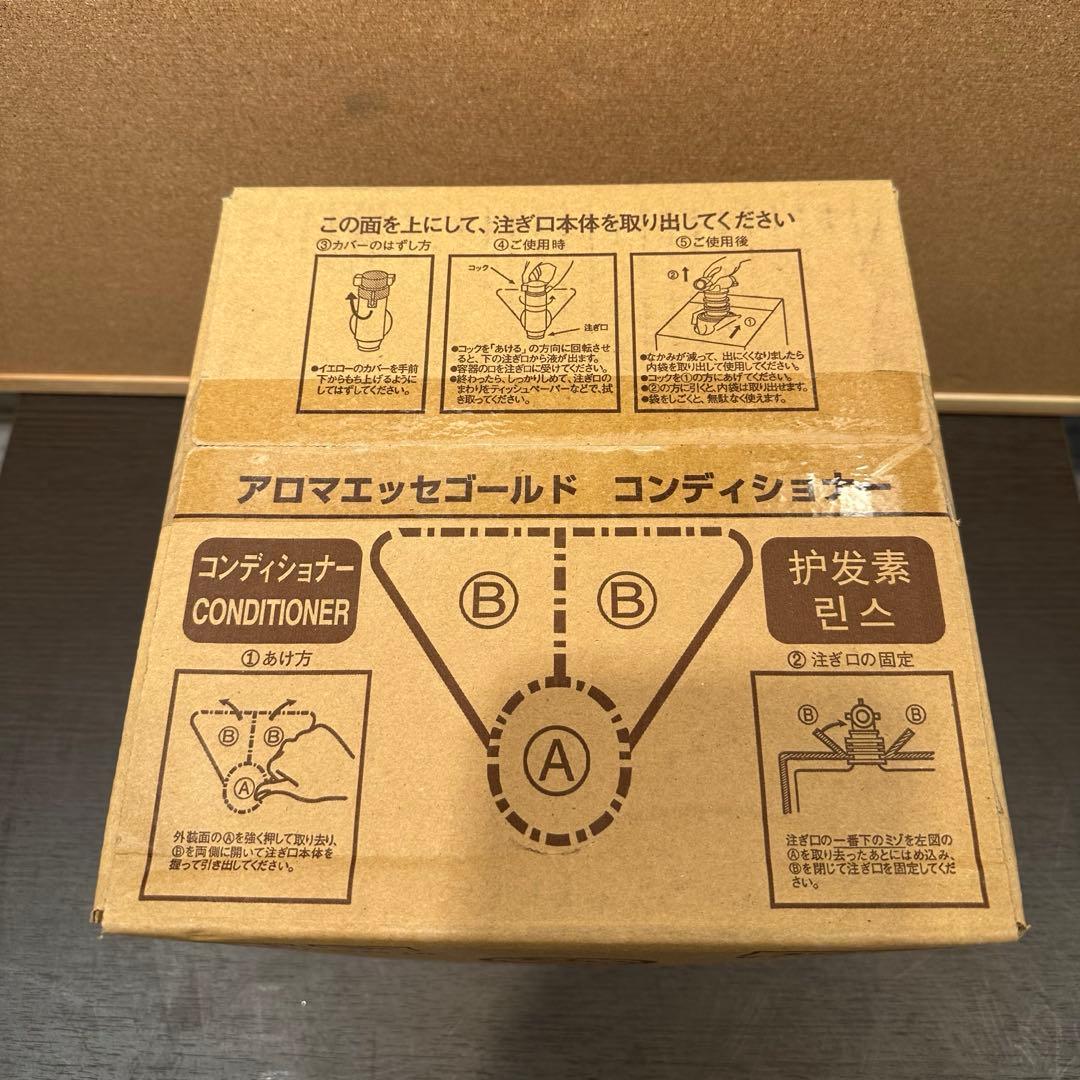 この面を上にして、注ぎ口本体を取り出してください
③カバーのはずし方
●イエローのカバーを手前
下からもち上げるように
してはずしてください。
④ご使用時
コック
注ぎ口
●コックを「あける」の方向に回転させ
ると、下の注ぎ口から液が出ます。
●容器の口を注ぎ口に受けてください。
●終わったら、しっかりしめて、注ぎ口の
まわりをティッシュペーパーなどで、拭
き取ってください。
⑤ご使用後
②
①
●なかみが減って、出にくくなりましたら
内袋を取り出して使用してください。
●コックを①の方にあげてください。
●②の方に引くと、内袋は取り出せます。
●袋をしごくと、無駄なく使えます。
アロマエッセゴールド コンディショナー
コンディショナー
CONDITIONER
Ⓑ Ⓑ
Ⓐ
护发素
린스
①あけ方
Ⓑ Ⓑ
Ⓐ
外装面のⒶを強く押して取り去り、
Ⓑを両側に開いて注ぎ口本体を
握って引き出してください。
② 注ぎ口の固定
Ⓑ Ⓑ
注ぎ口の一番下のミゾを左図の
Ⓐを取り去ったあとにはめ込み、
Ⓑを閉じて注ぎ口を固定してくだ
さい。